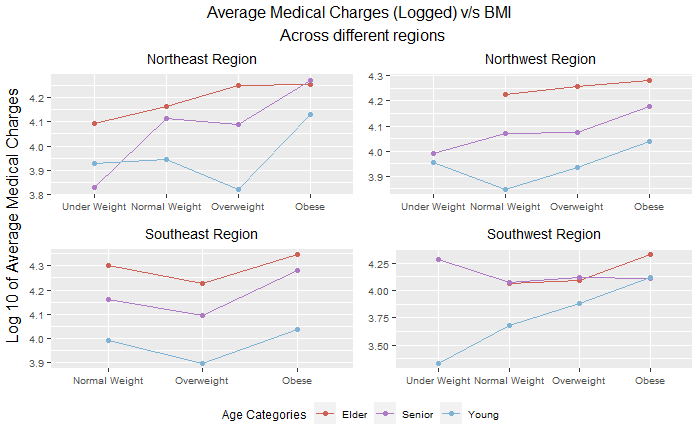 Average Medical Charges (Logged) v/s BMI
Across different regions
Log 10 of Average Medical Charges
Northeast Region
4.2
4.1
4.0
3.9
3.8
Under Weight Normal Weight Overweight Obese
Northwest Region
4.3
4.2
4.1
4.0
3.9
Under Weight Normal Weight Overweight Obese
Southeast Region
4.3
4.2
4.1
4.0
3.9
Normal Weight Overweight Obese
Southwest Region
4.25
4.00
3.75
3.50
Under Weight Normal Weight Overweight Obese
Age Categories Elder Senior Young